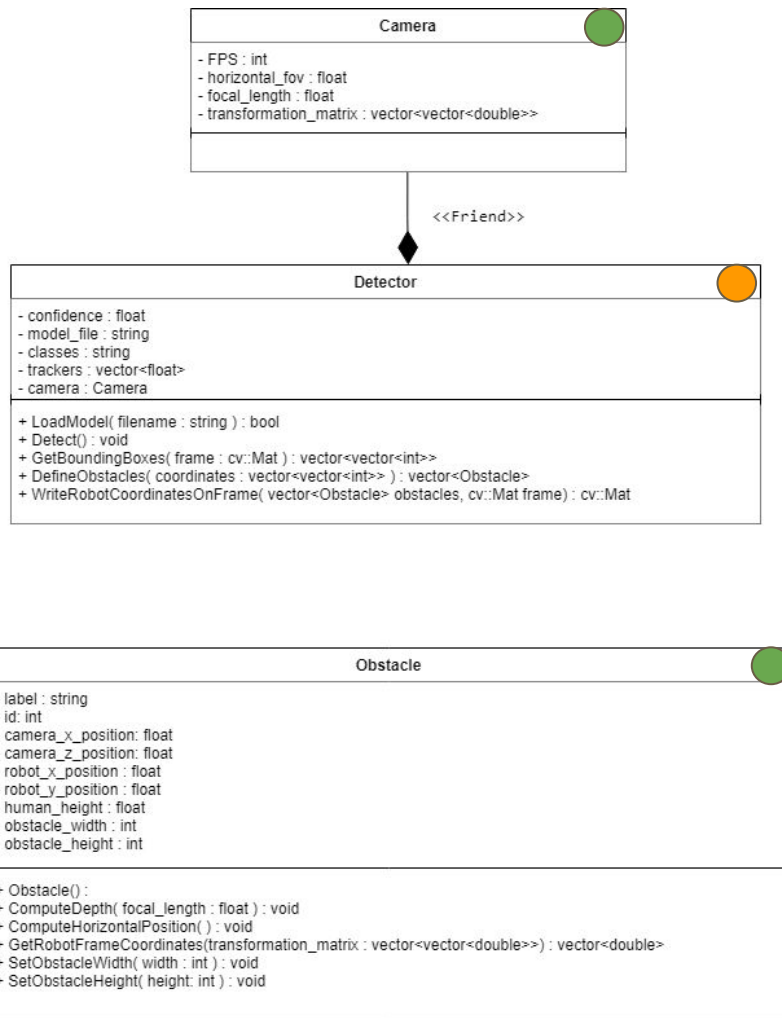 Camera
- FPS : int
- horizontal_fov : float
- focal_length : float
- transformation_matrix : vector<vector<double>>
<<Friend>>
Detector
- confidence : float
- model_file : string
- classes : string
- trackers : vector<float>
- camera : Camera
+ LoadModel( filename : string ) : bool
+ Detect() : void
+ GetBoundingBoxes( frame : cv::Mat ) : vector<vector<int>>
+ DefineObstacles( coordinates : vector<vector<int>> ) : vector<Obstacle>
+ WriteRobotCoordinatesOnFrame( vector<Obstacle> obstacles, cv::Mat frame) : cv::Mat
Obstacle
label : string
id: int
camera_x_position: float
camera_z_position: float
robot_x_position : float
robot_y_position : float
human_height : float
obstacle_width : int
obstacle_height : int
+ Obstacle() :
+ ComputeDepth( focal_length : float ) : void
+ ComputeHorizontalPosition( ) : void
+ GetRobotFrameCoordinates(transformation_matrix : vector<vector<double>>) : vector<double>
+ SetObstacleWidth( width : int ) : void
+ SetObstacleHeight( height: int ) : void